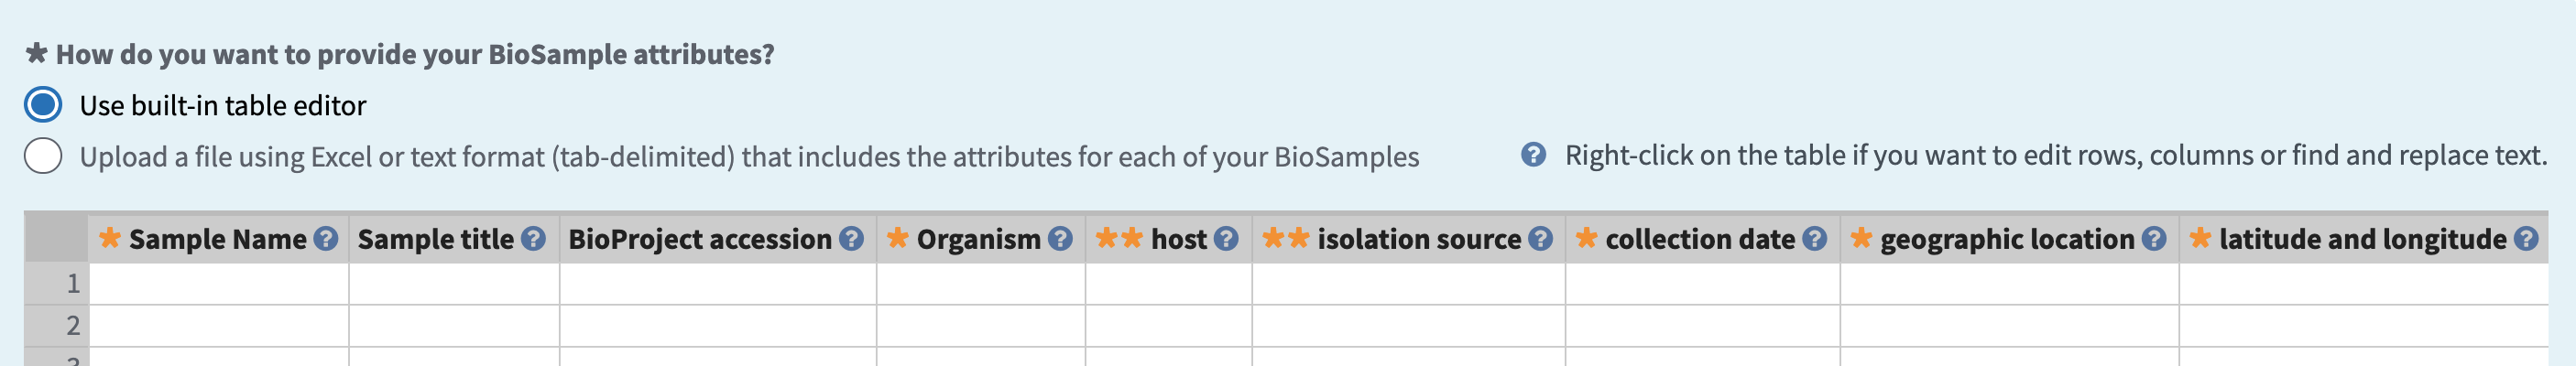 * How do you want to provide your BioSample attributes?
Use built-in table editor
Upload a file using Excel or text format (tab-delimited) that includes the attributes for each of your BioSamples ? Right-click on the table if you want to edit rows, columns or find and replace text.
* Sample Name ? Sample title ? BioProject accession ? * Organism ? ** host ? ** isolation source ? * collection date ? * geographic location ? * latitude and longitude ?
1
2